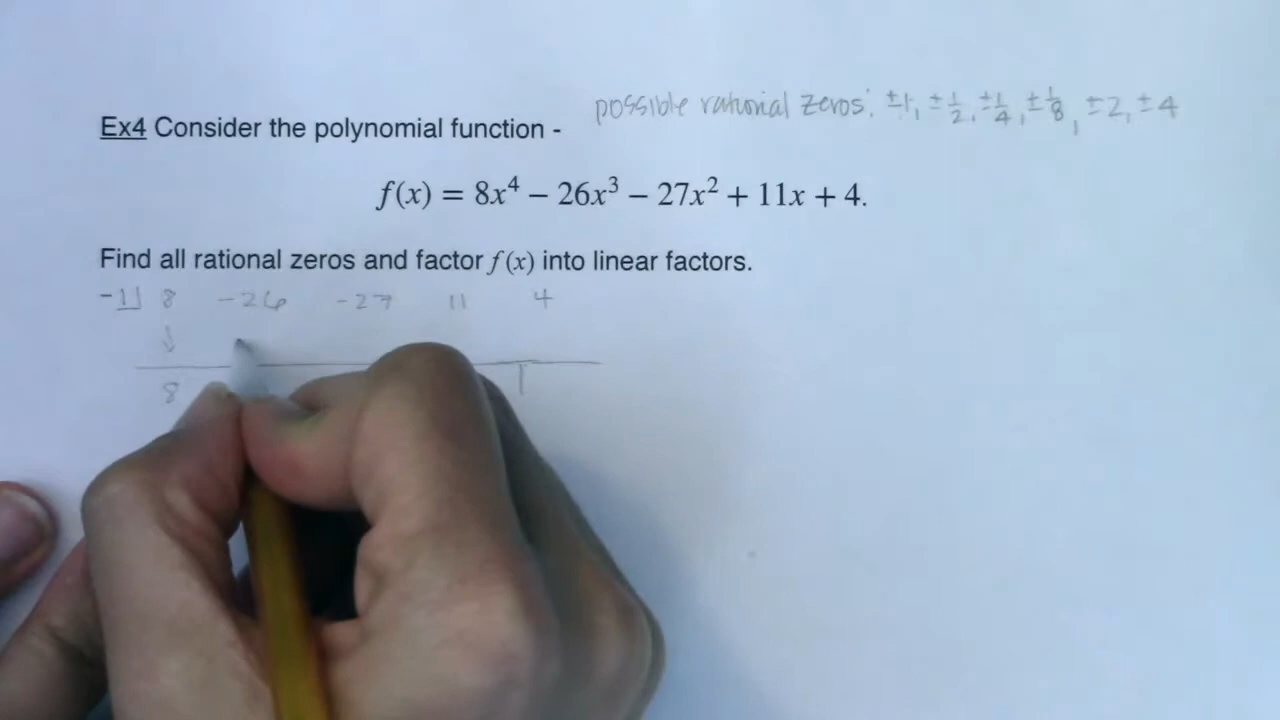 possible rational zeros: ±1, ±1/2, ±1/4, ±1/8, ±2, ±4
Ex4 Consider the polynomial function -
f(x) = 8x⁴ − 26x³ − 27x² + 11x + 4.
Find all rational zeros and factor f(x) into linear factors.
-1| 8 -26 -27 11 4
↓
8